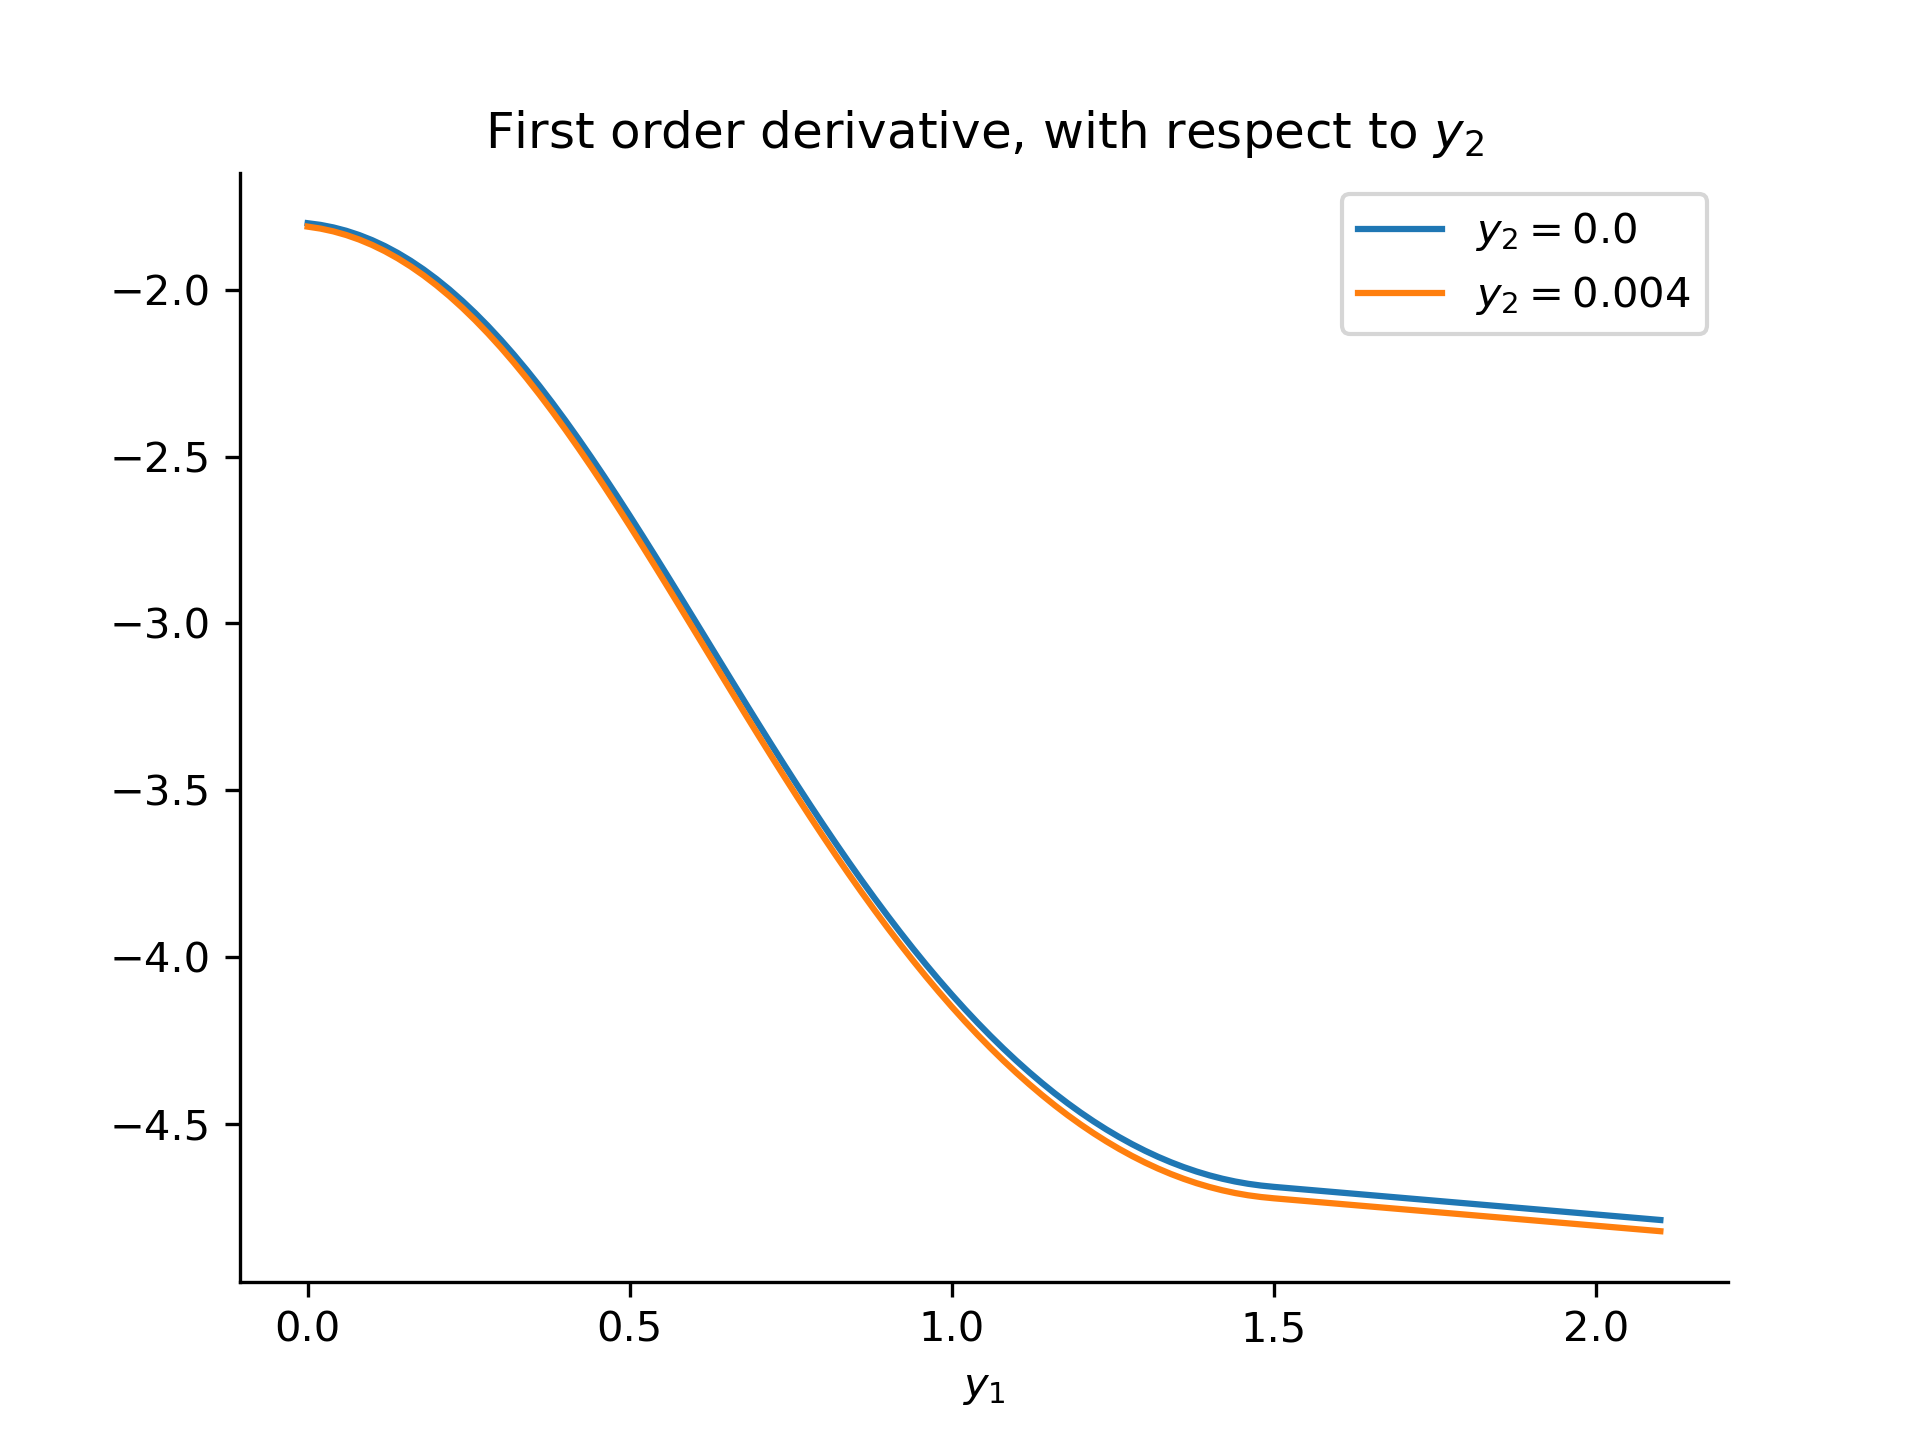 First order derivative, with respect to y₂
y₂ = 0.0
y₂ = 0.004
−2.0
−2.5
−3.0
−3.5
−4.0
−4.5
0.0 0.5 1.0 1.5 2.0
y₁